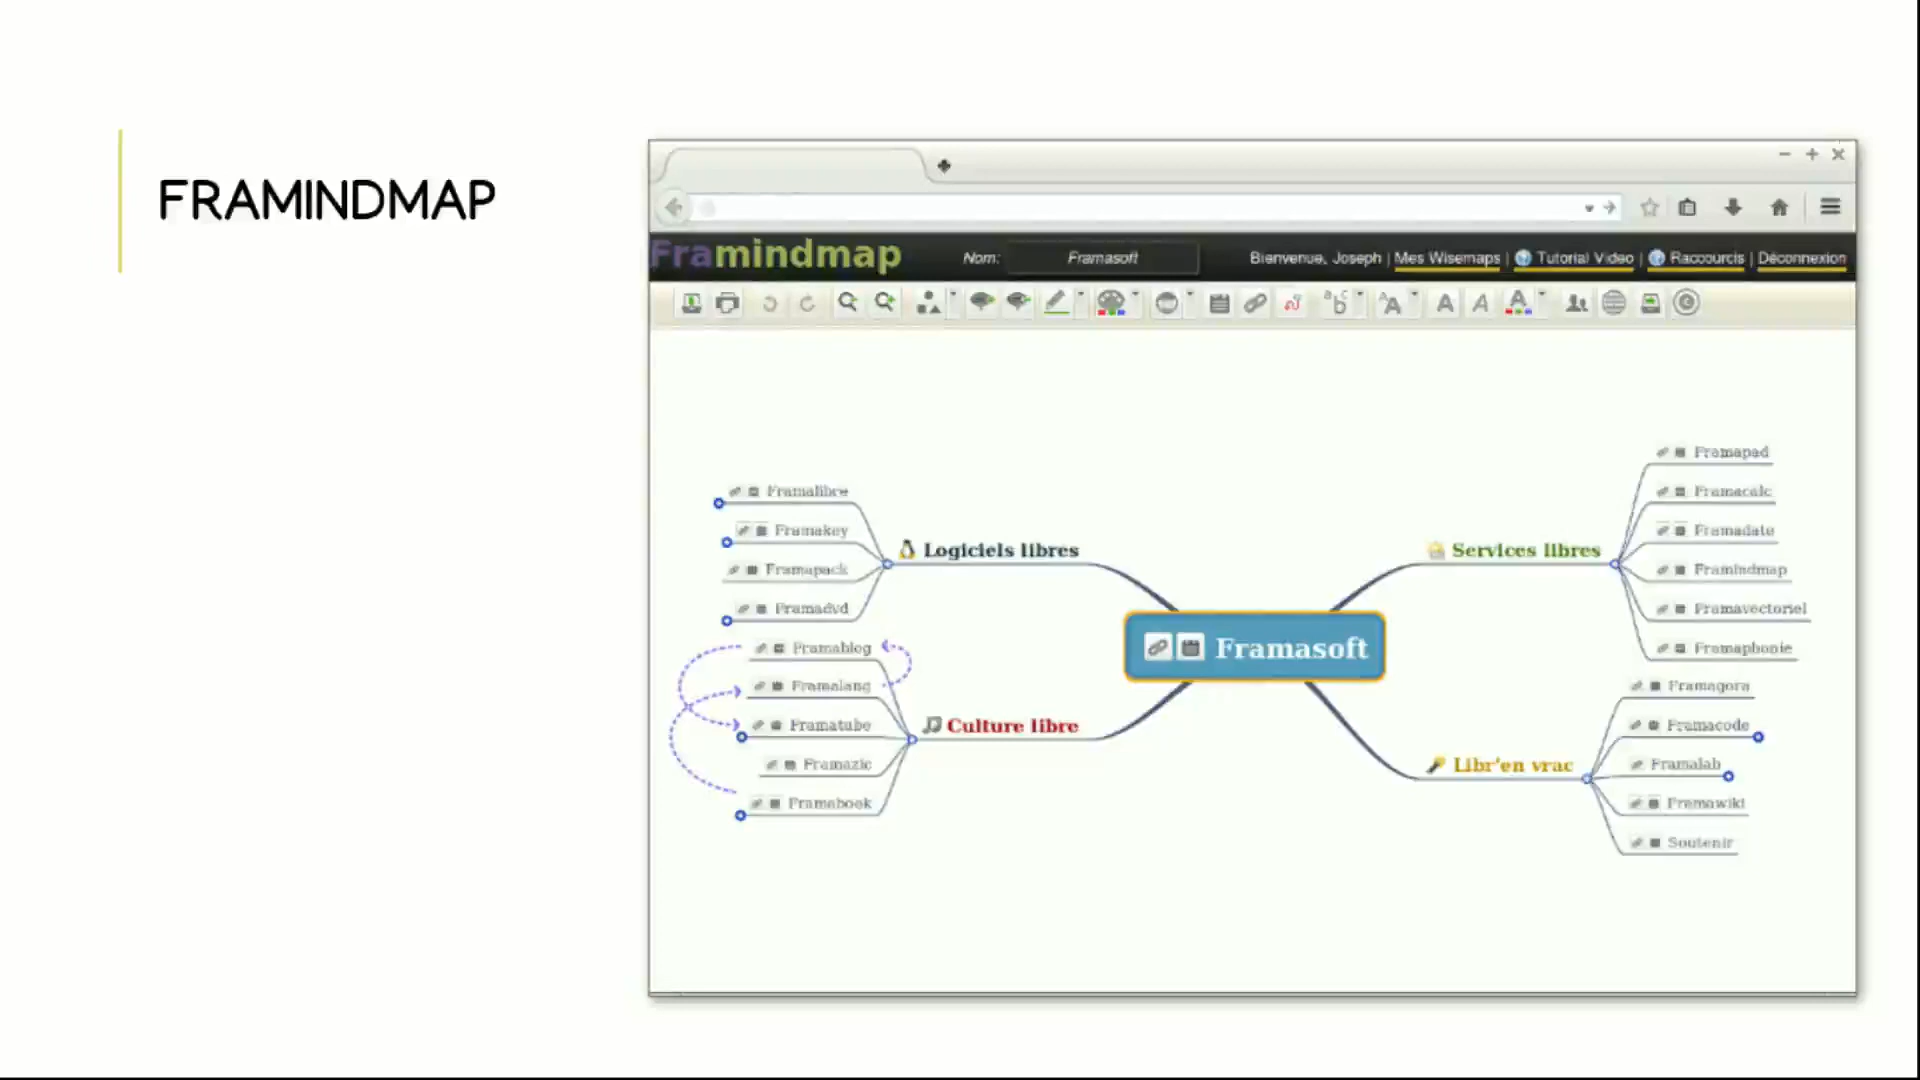 FRAMINDMAP
Framindmap Nom: Framasoft Bienvenue, Joseph | Mes Wisemaps | Tutorial Video | Raccourcis | Déconnexion
Framalibre
Framakey
Logiciels libres
Framapack
Framadvd
Framablog
Framalang
Framatube
Culture libre
Framazic
Framabook
Framasoft
Framapad
Framacalc
Framadate
Services libres
Framindmap
Framavectoriel
Framaphonie
Framagora
Framacode
Libr'en vrac
Framalab
Framawiki
Soutenir